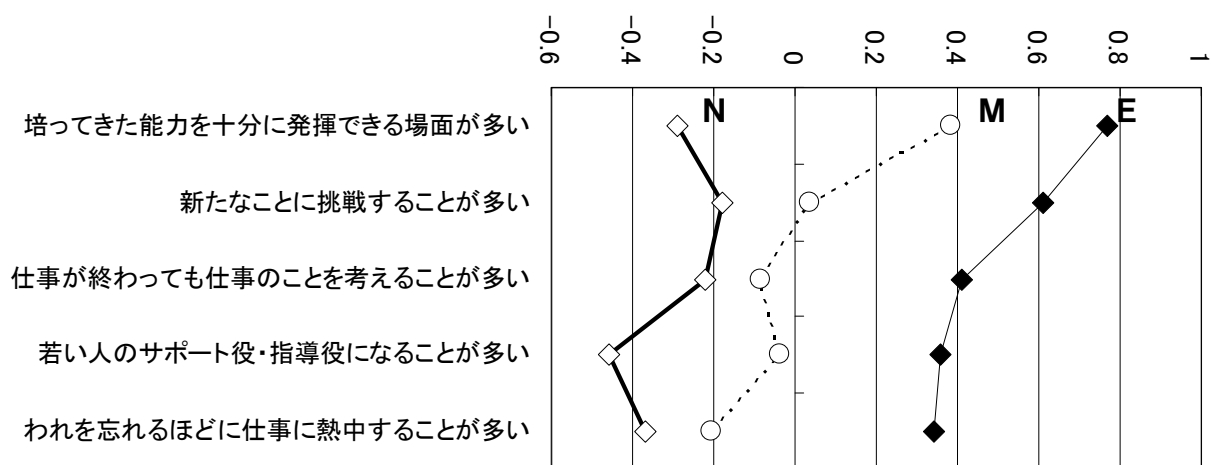 −0.6
−0.4
−0.2
0
0.2
0.4
0.6
0.8
1
N
M
E
培ってきた能力を十分に発揮できる場面が多い
新たなことに挑戦することが多い
仕事が終わっても仕事のことを考えることが多い
若い人のサポート役・指導役になることが多い
われを忘れるほどに仕事に熱中することが多い